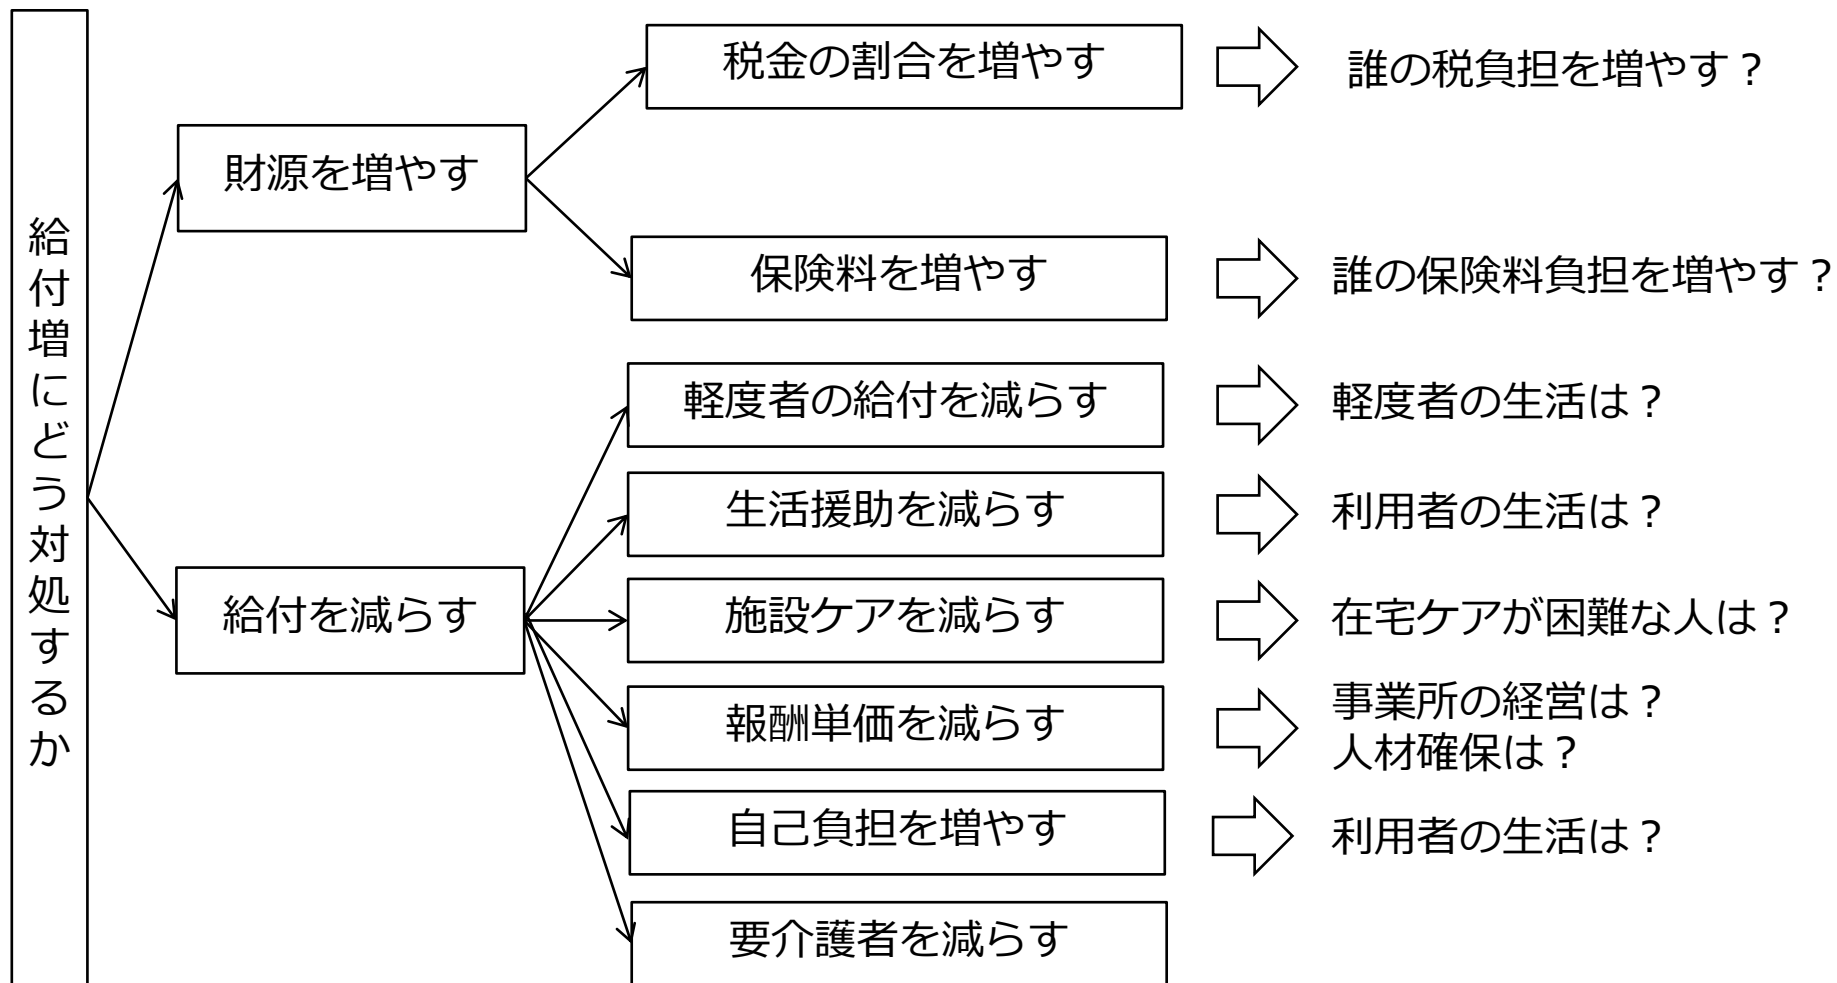 給付増にどう対処するか
財源を増やす
税金の割合を増やす
誰の税負担を増やす？
保険料を増やす
誰の保険料負担を増やす？
給付を減らす
軽度者の給付を減らす
軽度者の生活は？
生活援助を減らす
利用者の生活は？
施設ケアを減らす
在宅ケアが困難な人は？
報酬単価を減らす
事業所の経営は？
人材確保は？
自己負担を増やす
利用者の生活は？
要介護者を減らす